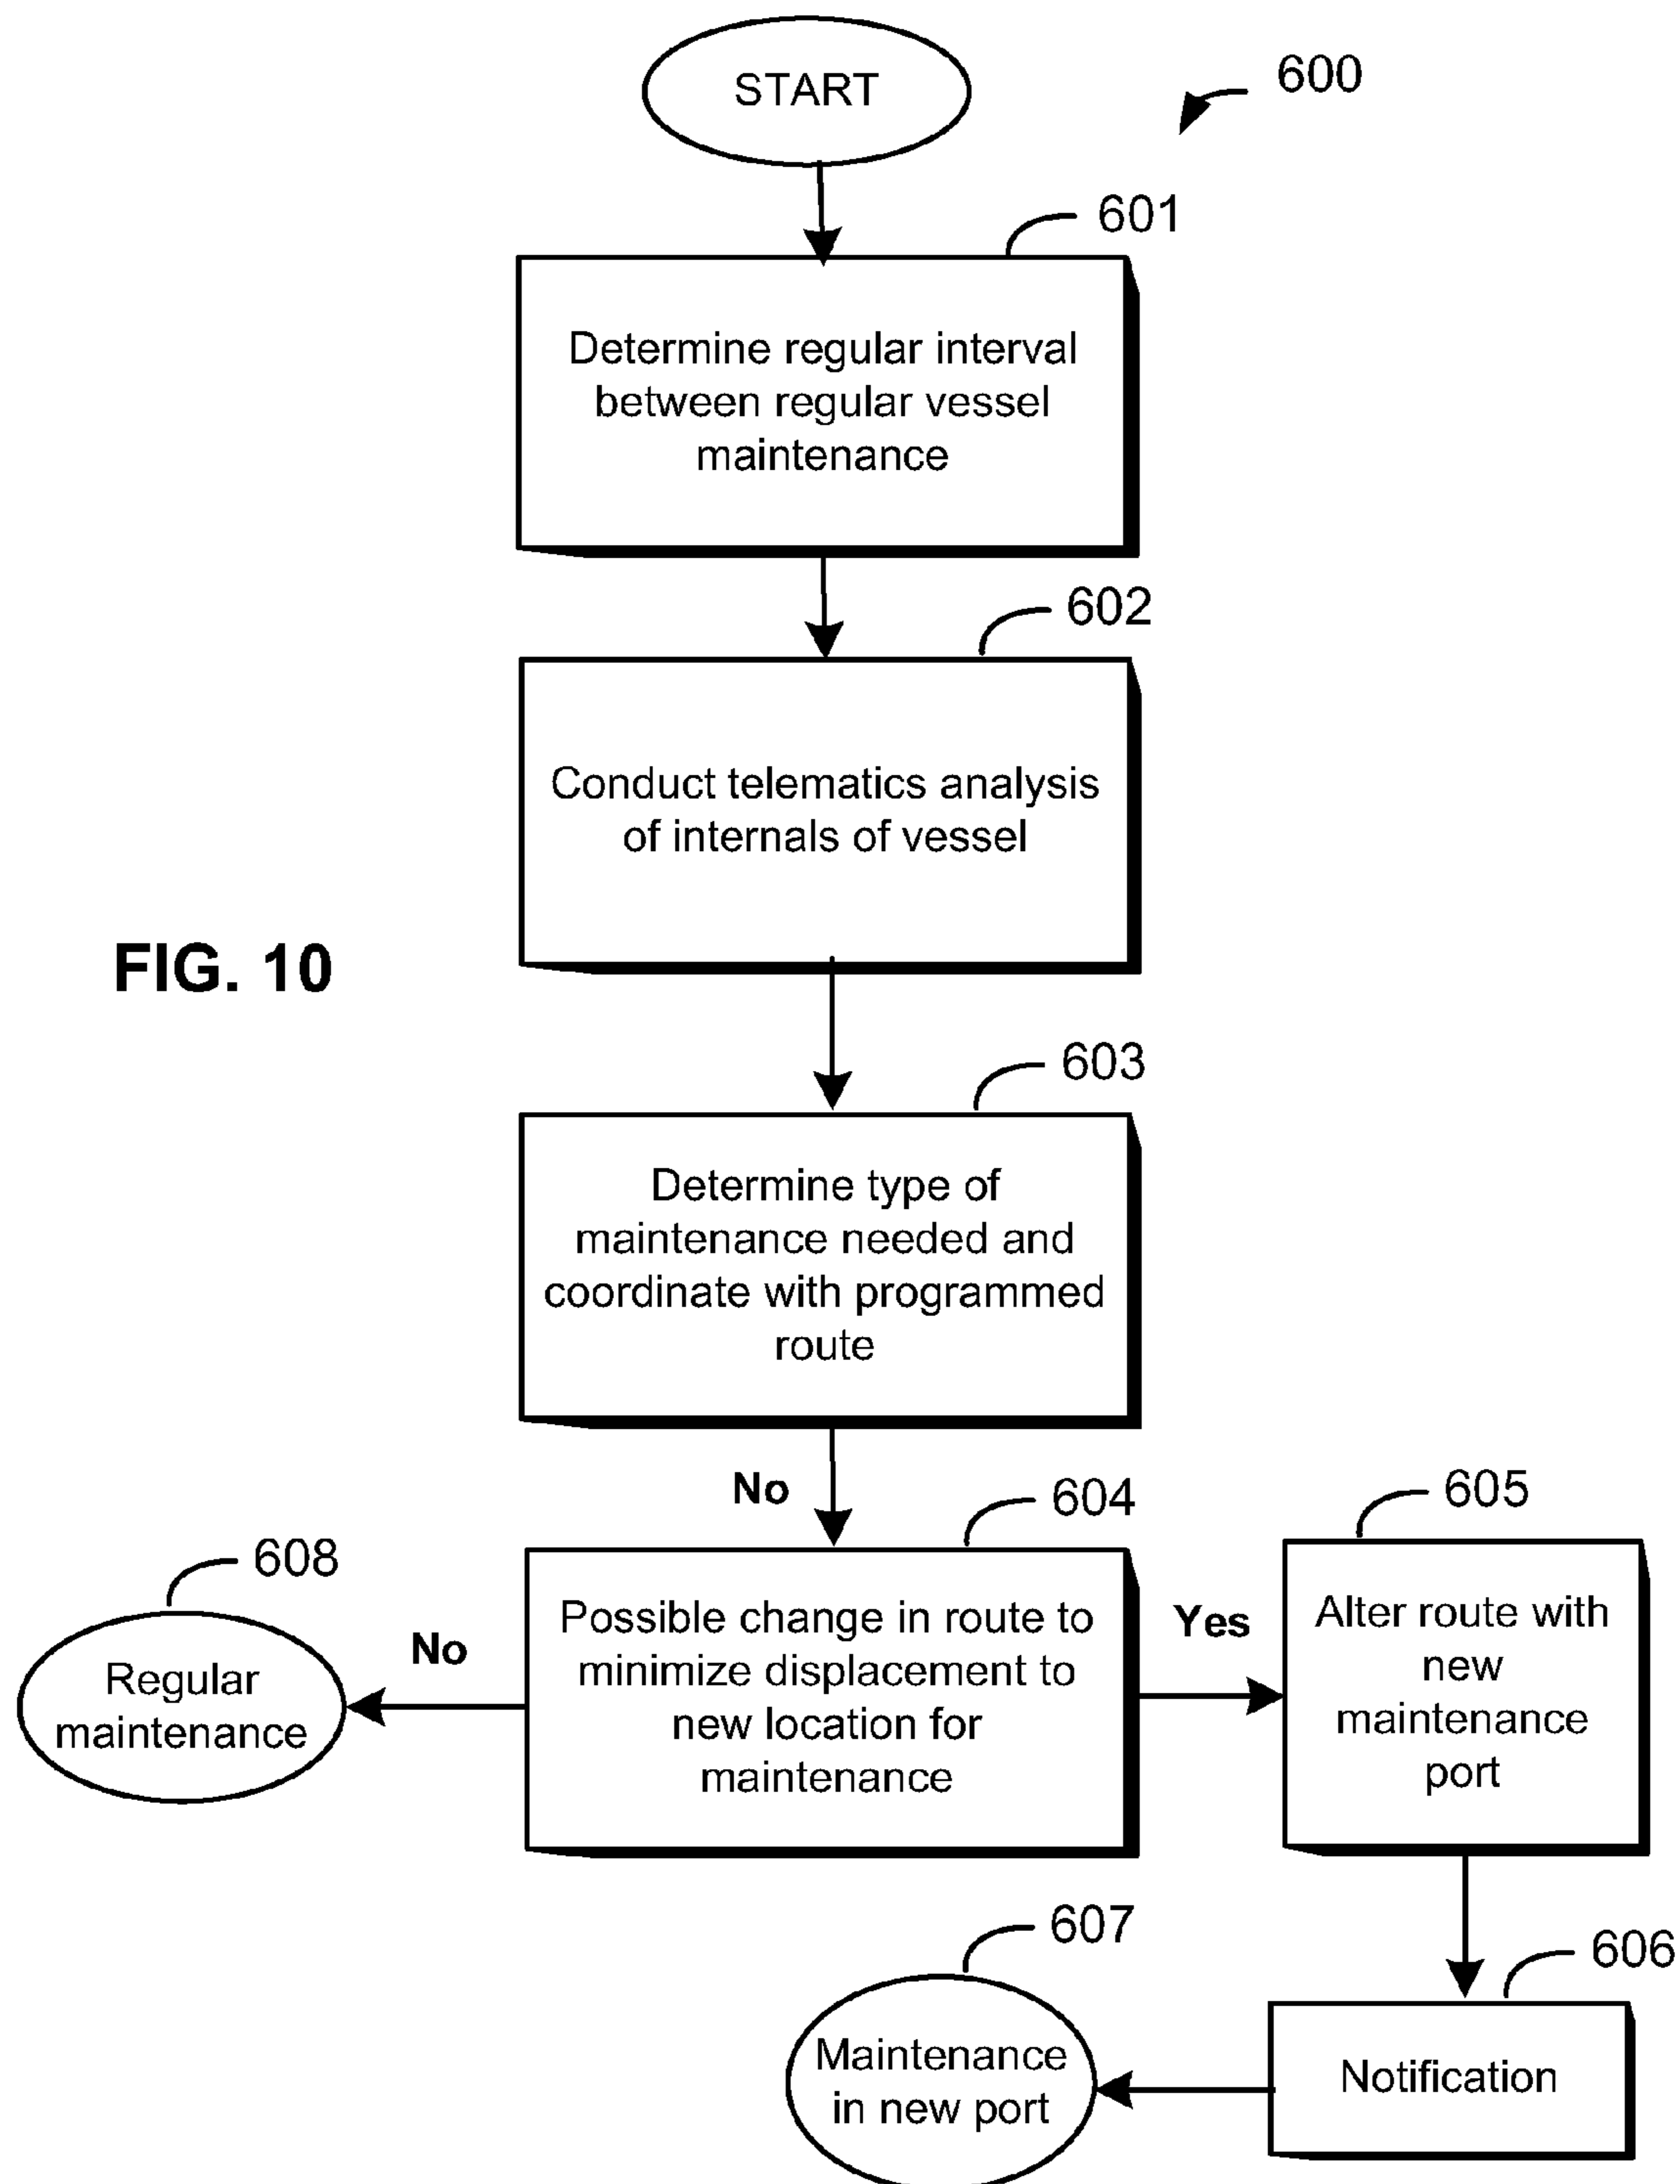 START
600
601
Determine regular interval
between regular vessel
maintenance
602
Conduct telematics analysis
of internals of vessel
FIG. 10
603
Determine type of
maintenance needed and
coordinate with programmed
route
No
604
605
608
Possible change in route to
minimize displacement to
new location for
maintenance
Yes
Alter route with
new
maintenance
port
No
Regular
maintenance
607
606
Maintenance
in new port
Notification